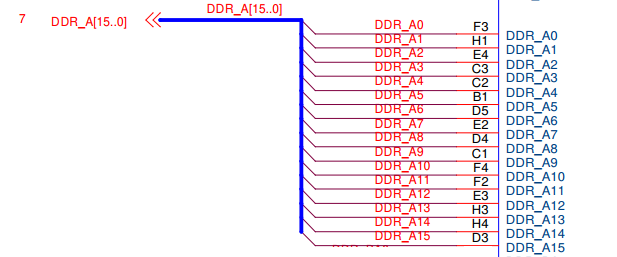 DDR_A[15..0]
7 DDR_A[15..0]
DDR_A0 F3 DDR_A0
DDR_A1 H1 DDR_A1
DDR_A2 E4 DDR_A2
DDR_A3 C3 DDR_A3
DDR_A4 C2 DDR_A4
DDR_A5 B1 DDR_A5
DDR_A6 D5 DDR_A6
DDR_A7 E2 DDR_A7
DDR_A8 D4 DDR_A8
DDR_A9 C1 DDR_A9
DDR_A10 F4 DDR_A10
DDR_A11 F2 DDR_A11
DDR_A12 E3 DDR_A12
DDR_A13 H3 DDR_A13
DDR_A14 H4 DDR_A14
DDR_A15 D3 DDR_A15